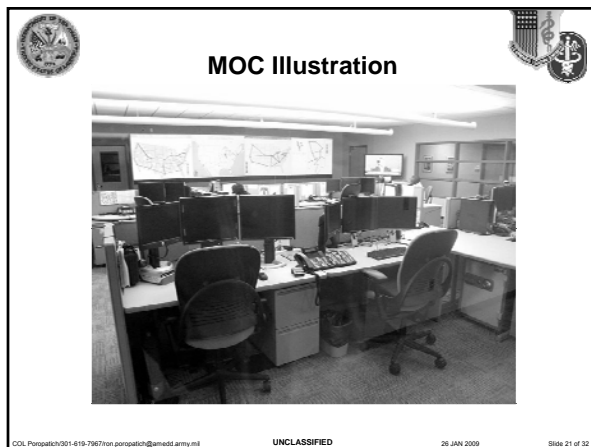 MOC Illustration
COL Poropatich/301-619-7967/ron.poropatich@amedd.army.mil
UNCLASSIFIED
26 JAN 2009
Slide 21 of 32